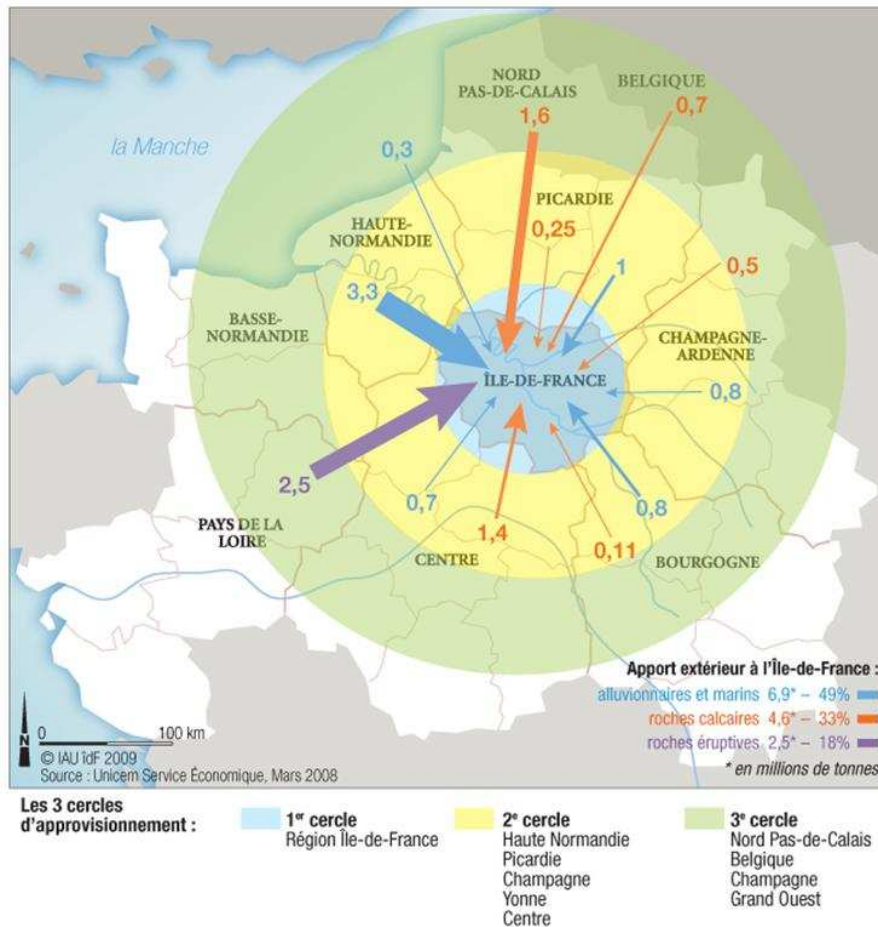 NORD
PAS-DE-CALAIS
1,6
BELGIQUE
0,7
la Manche
0,3
PICARDIE
0,25
HAUTE-
NORMANDIE
1
0,5
3,3
BASSE-
NORMANDIE
CHAMPAGNE-
ARDENNE
ÎLE-DE-FRANCE
0,8
2,5
0,7
0,8
PAYS DE LA
LOIRE
1,4
0,11
CENTRE
BOURGOGNE
Apport extérieur à l'Île-de-France :
alluvionnaires et marins 6,9* – 49%
roches calcaires 4,6* – 33%
roches éruptives 2,5* – 18%
* en millions de tonnes
N
0 100 km
© IAU îdF 2009
Source : Unicem Service Économique, Mars 2008
Les 3 cercles
d'approvisionnement :
1er cercle
Région Île-de-France
2e cercle
Haute Normandie
Picardie
Champagne
Yonne
Centre
3e cercle
Nord Pas-de-Calais
Belgique
Champagne
Grand Ouest